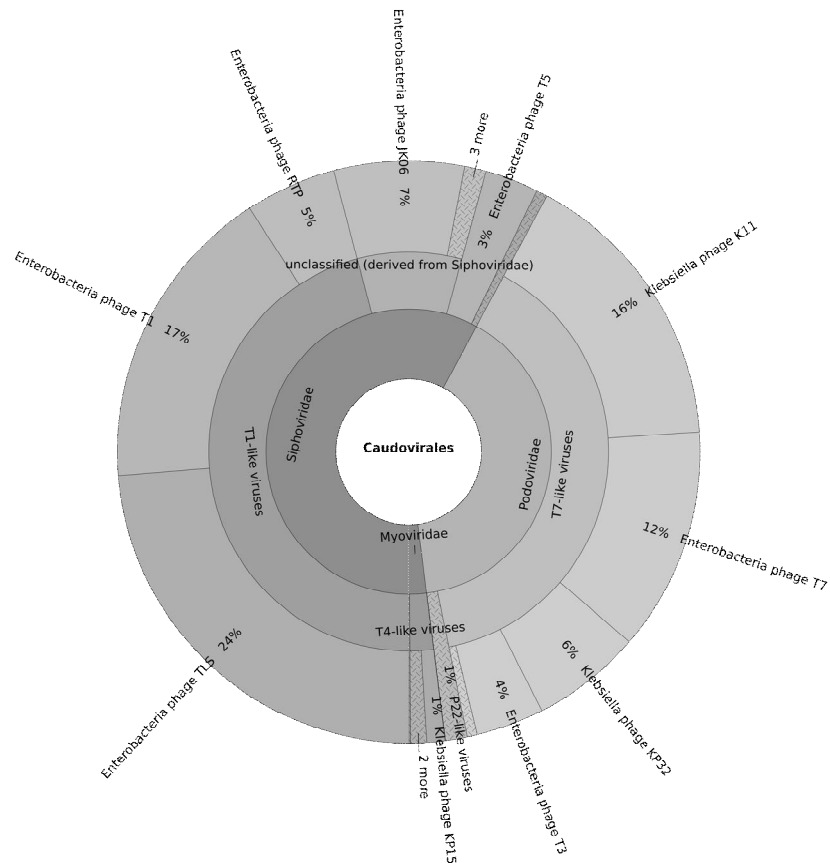 Enterobacteria phage JK06 7%
3 more
Enterobacteria phage T5 3%
Enterobacteria phage RTP 5%
unclassified (derived from Siphoviridae)
Klebsiella phage K11 16%
Enterobacteria phage T1 17%
Siphoviridae
T1-like viruses
Caudovirales
Podoviridae
T7-like viruses
Myoviridae
12% Enterobacteria phage T7
T4-like viruses
Enterobacteria phage TLS 24%
6% Klebsiella phage KP32
4% Enterobacteria phage T3
1% P22-like viruses
1% Klebsiella phage KP15
2 more